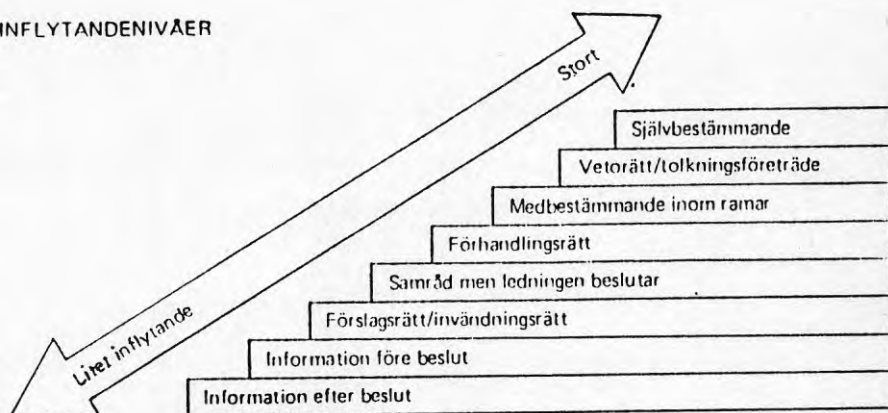 INFLYTANDENIVÅER
Stort
Självbestämmande
Vetorätt/tolkningsföreträde
Medbestämmande inom ramar
Förhandlingsrätt
Samråd men ledningen beslutar
Förslagsrätt/invändningsrätt
Litet inflytande
Information före beslut
Information efter beslut